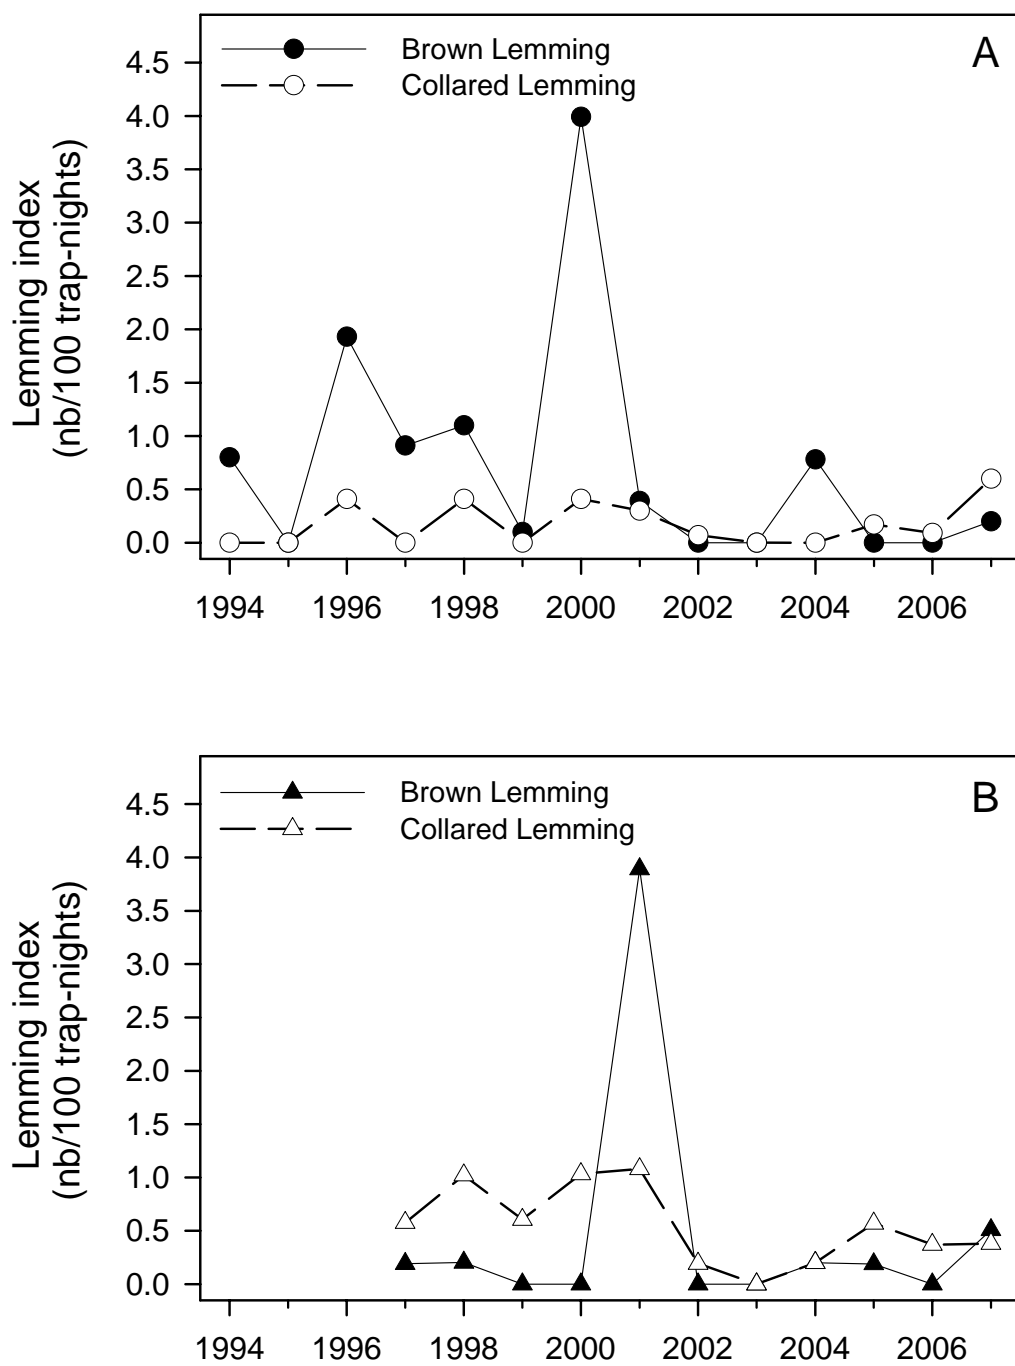 A
Brown Lemming
Collared Lemming
Lemming index
(nb/100 trap-nights)
4.5
4.0
3.5
3.0
2.5
2.0
1.5
1.0
0.5
0.0
1994 1996 1998 2000 2002 2004 2006
B
Brown Lemming
Collared Lemming
Lemming index
(nb/100 trap-nights)
4.5
4.0
3.5
3.0
2.5
2.0
1.5
1.0
0.5
0.0
1994 1996 1998 2000 2002 2004 2006